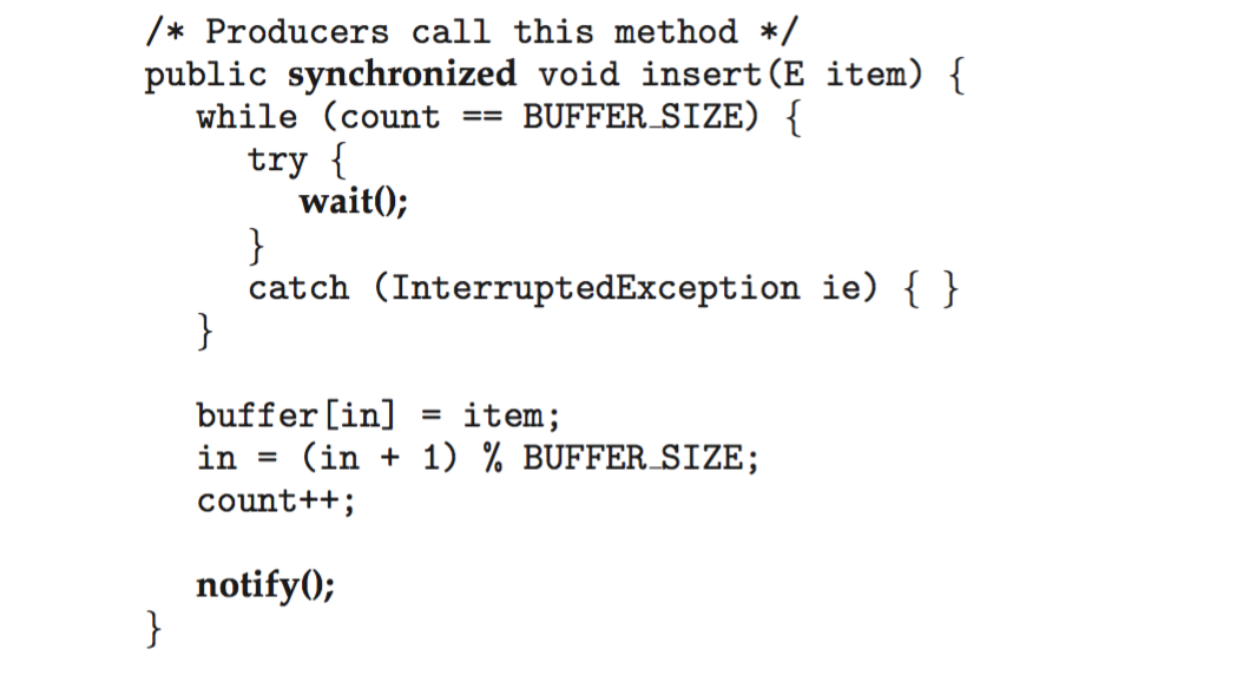 /* Producers call this method */
public synchronized void insert(E item) {
while (count == BUFFER_SIZE) {
try {
wait();
}
catch (InterruptedException ie) { }
}
buffer[in] = item;
in = (in + 1) % BUFFER_SIZE;
count++;
notify();
}